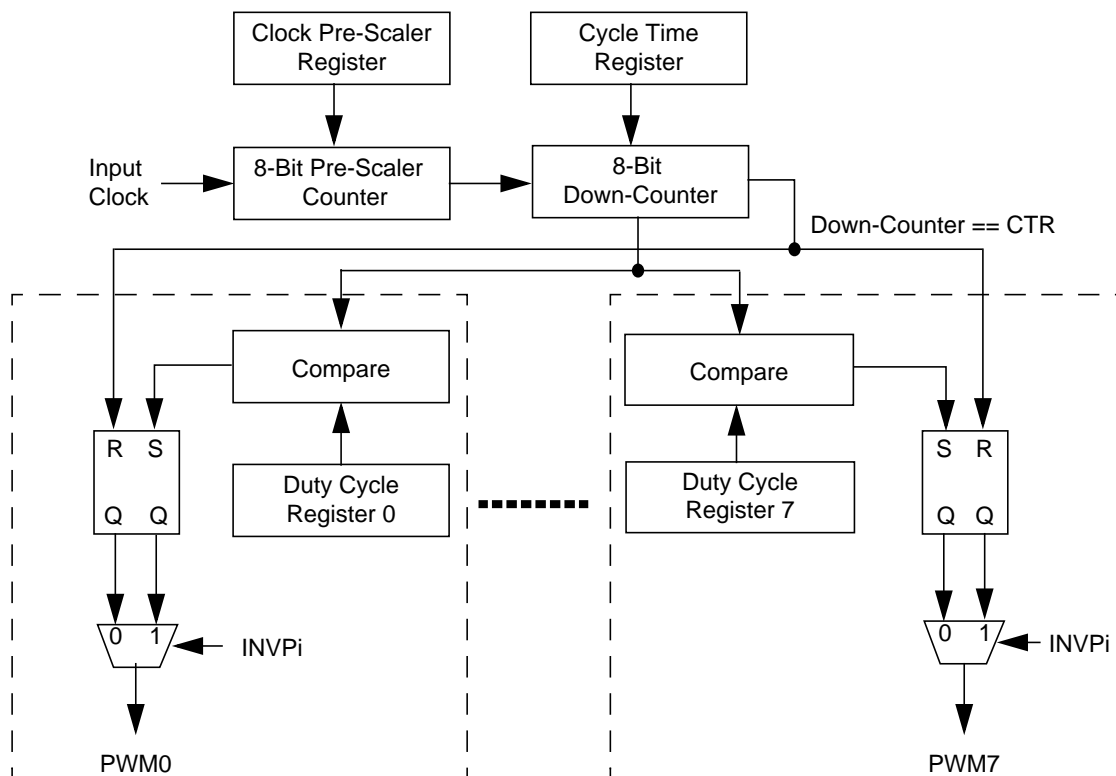 Clock Pre-Scaler
Register
Cycle Time
Register
Input
Clock
8-Bit Pre-Scaler
Counter
8-Bit
Down-Counter
Down-Counter == CTR
Compare
Compare
R S
Q Q
Duty Cycle
Register 0
Duty Cycle
Register 7
S R
Q Q
0 1
INVPi
0 1
INVPi
PWM0
PWM7